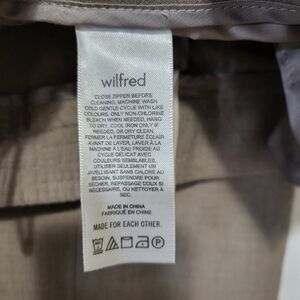 wilfred
CLOSE ZIPPER BEFORE
CLEANING, MACHINE WASH
COLD GENTLE CYCLE WITH LIKE
COLOURS, ONLY NON-CHLORINE
BLEACH WHEN NEEDED, HANG
TO DRY, COOL IRON ONLY IF
NEEDED, OR DRY CLEAN.
FERMER LA FERMETURE ÉCLAIR
AVANT DE LAVER, LAVER À LA
MACHINE À L'EAU FROIDE AU
CYCLE DÉLICAT AVEC
COULEURS SEMBLABLES,
UTILISER SEULEMENT UN
JAVELLISANT SANS CHLORE AU
BESOIN, SUSPENDRE POUR
SÉCHER, REPASSAGE DOUX SI
NÉCESSAIRE, OU NETTOYER À
SEC.
MADE IN CHINA
FABRIQUÉ EN CHINE
MADE FOR EACH OTHER.